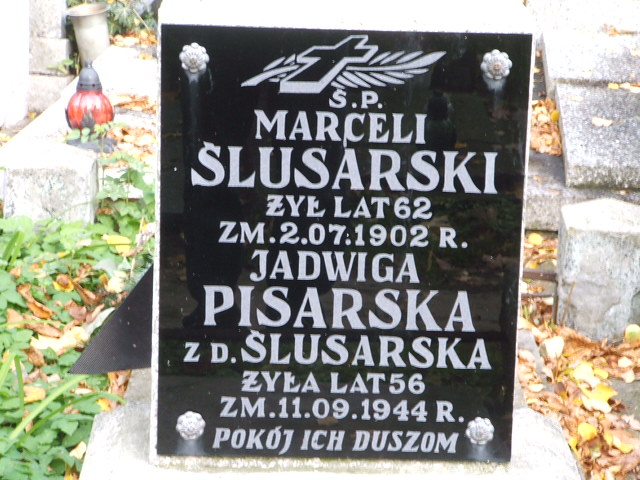 Ś.P.
MARCELI
ŚLUSARSKI
ŻYŁ LAT 62
ZM. 2.07.1902 R.
JADWIGA
PISARSKA
Z D. ŚLUSARSKA
ŻYŁA LAT 56
ZM. 11.09.1944 R.
POKÓJ ICH DUSZOM